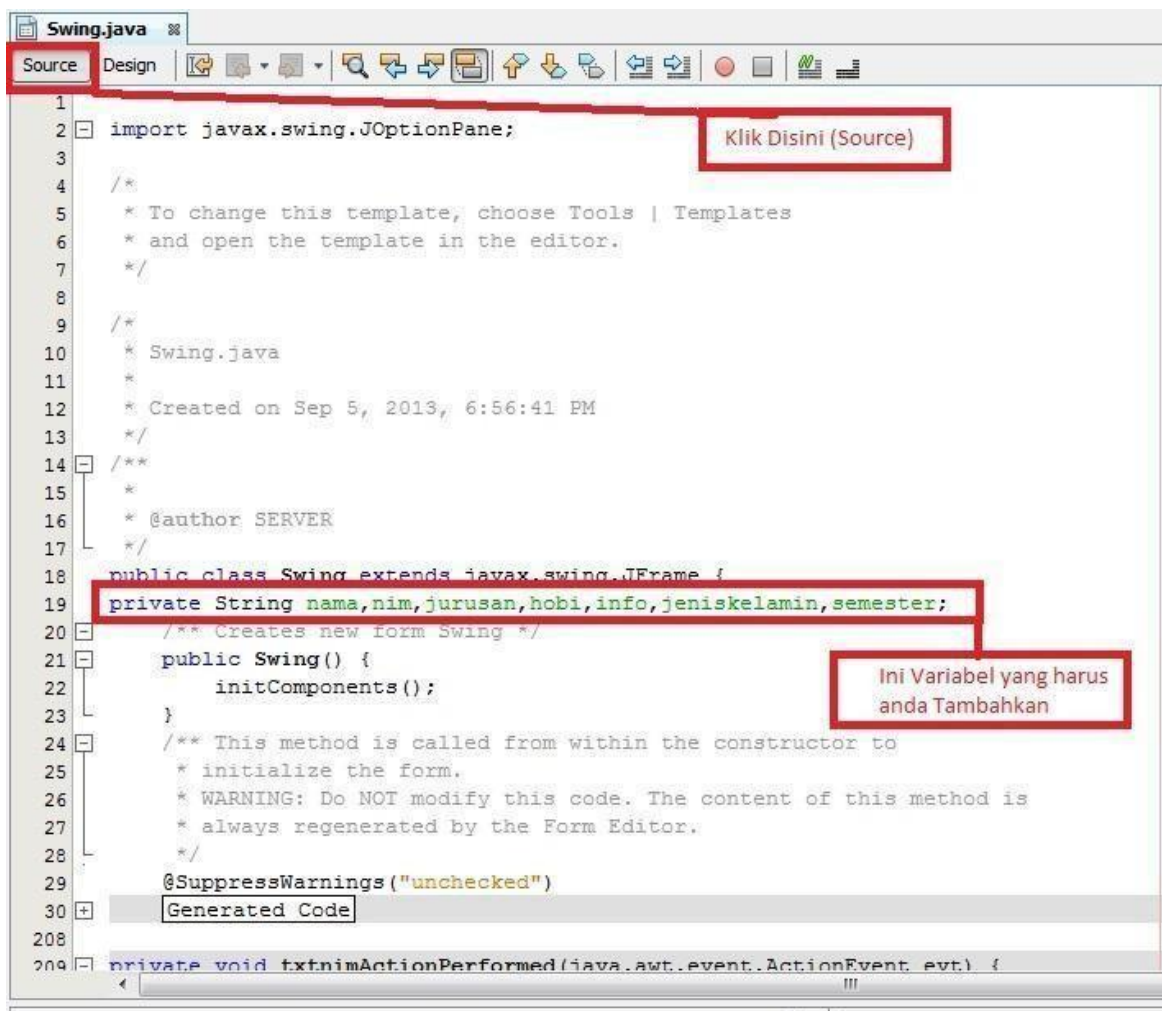 Swing.java
Source Design
1
2 import javax.swing.JOptionPane;
Klik Disini (Source)
3
4 /*
5 * To change this template, choose Tools | Templates
6 * and open the template in the editor.
7 */
8
9 /*
10 * Swing.java
11 *
12 * Created on Sep 5, 2013, 6:56:41 PM
13 */
14 /**
15 *
16 * @author SERVER
17 */
18 public class Swing extends javax.swing.JFrame {
19 private String nama,nim,jurusan,hobi,info,jeniskelamin,semester;
20 /** Creates new form Swing */
21 public Swing() {
22 initComponents();
Ini Variabel yang harus
anda Tambahkan
23 }
24 /** This method is called from within the constructor to
25 * initialize the form.
26 * WARNING: Do NOT modify this code. The content of this method is
27 * always regenerated by the Form Editor.
28 */
29 @SuppressWarnings("unchecked")
30 Generated Code
208
209 private void txtnimActionPerformed(java.awt.event.ActionEvent evt) {